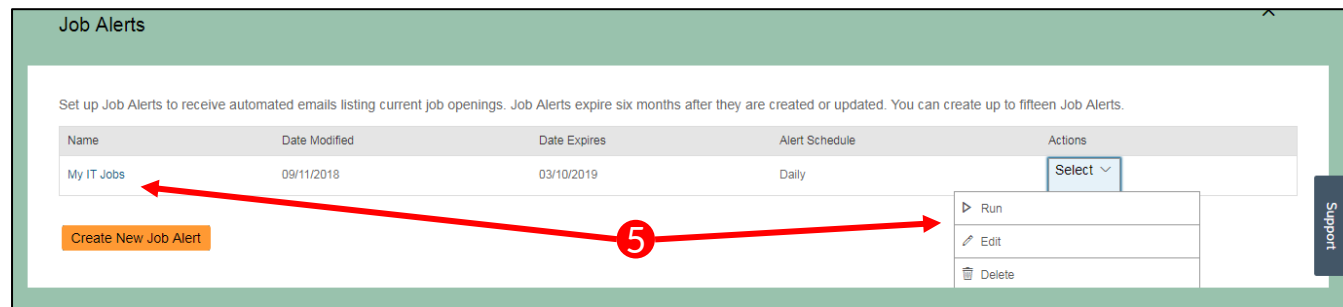 Job Alerts
Set up Job Alerts to receive automated emails listing current job openings. Job Alerts expire six months after they are created or updated. You can create up to fifteen Job Alerts.
Name Date Modified Date Expires Alert Schedule Actions
My IT Jobs 09/11/2018 03/10/2019 Daily Select
Run
Create New Job Alert 5 Edit
Delete
Support